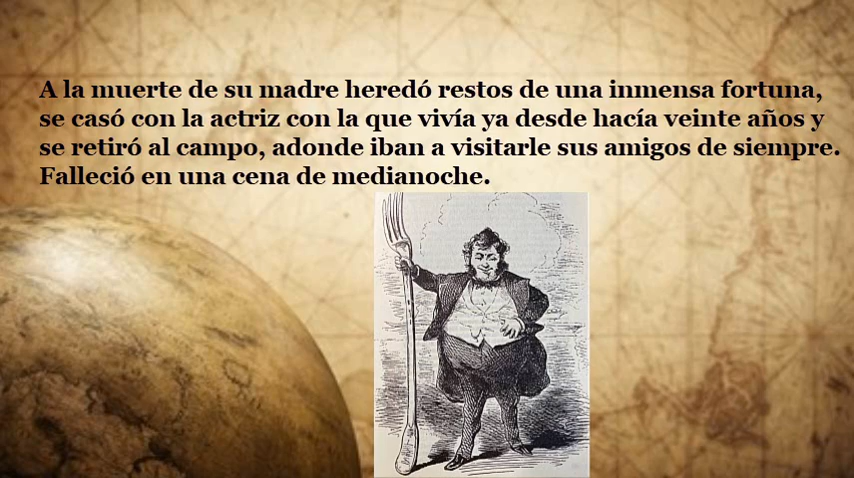 A la muerte de su madre heredó restos de una inmensa fortuna,
se casó con la actriz con la que vivía ya desde hacía veinte años y
se retiró al campo, adonde iban a visitarle sus amigos de siempre.
Falleció en una cena de medianoche.